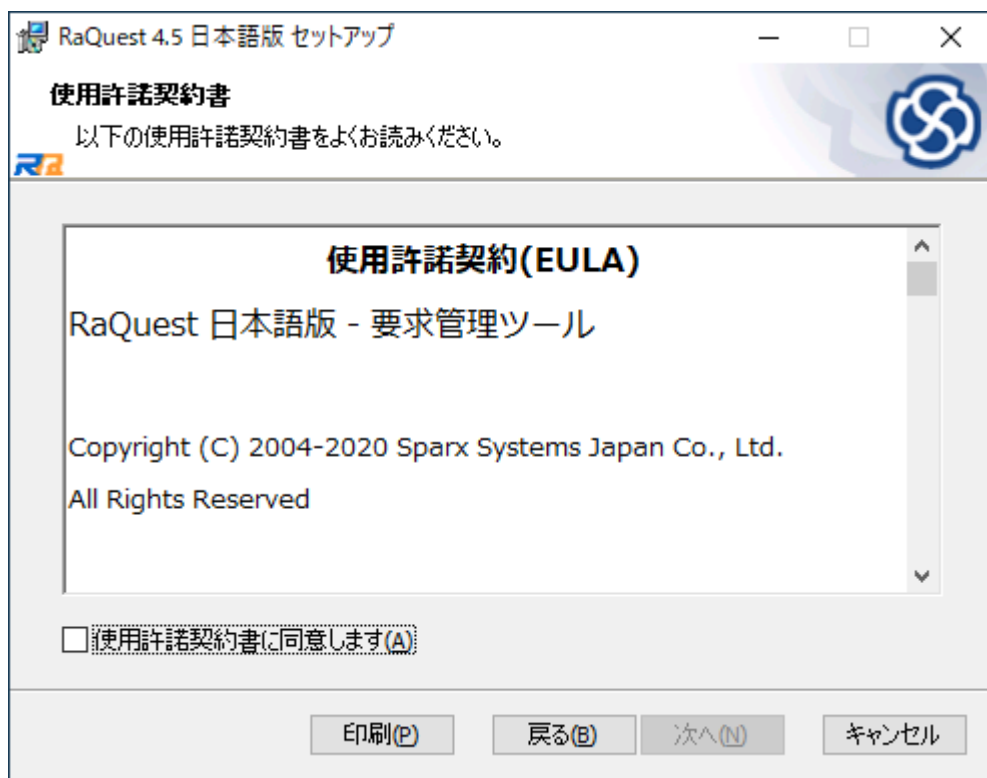 RaQuest 4.5 日本語版 セットアップ
使用許諾契約書
以下の使用許諾契約書をよくお読みください。
Ra
使用許諾契約(EULA)
RaQuest 日本語版 - 要求管理ツール
Copyright (C) 2004-2020 Sparx Systems Japan Co., Ltd.
All Rights Reserved
使用許諾契約書に同意します(A)
印刷(P) 戻る(B) 次へ(N) キャンセル